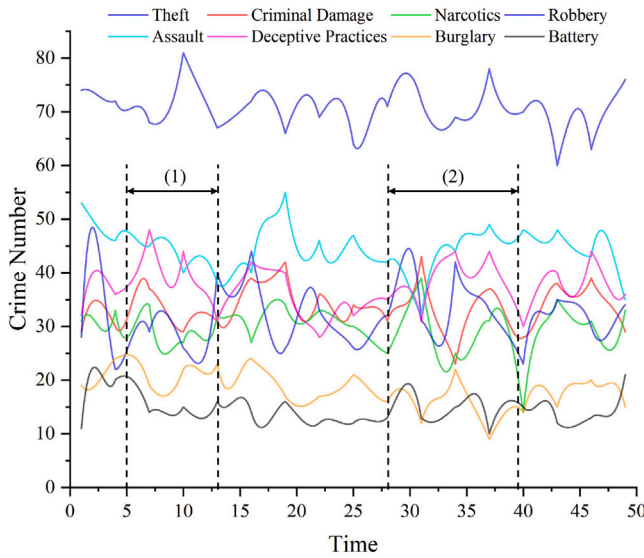 Theft Criminal Damage Narcotics Robbery
Assault Deceptive Practices Burglary Battery
80
70
60
50
40
30
20
10
0
Crime Number
(1) (2)
0 5 10 15 20 25 30 35 40 45 50
Time